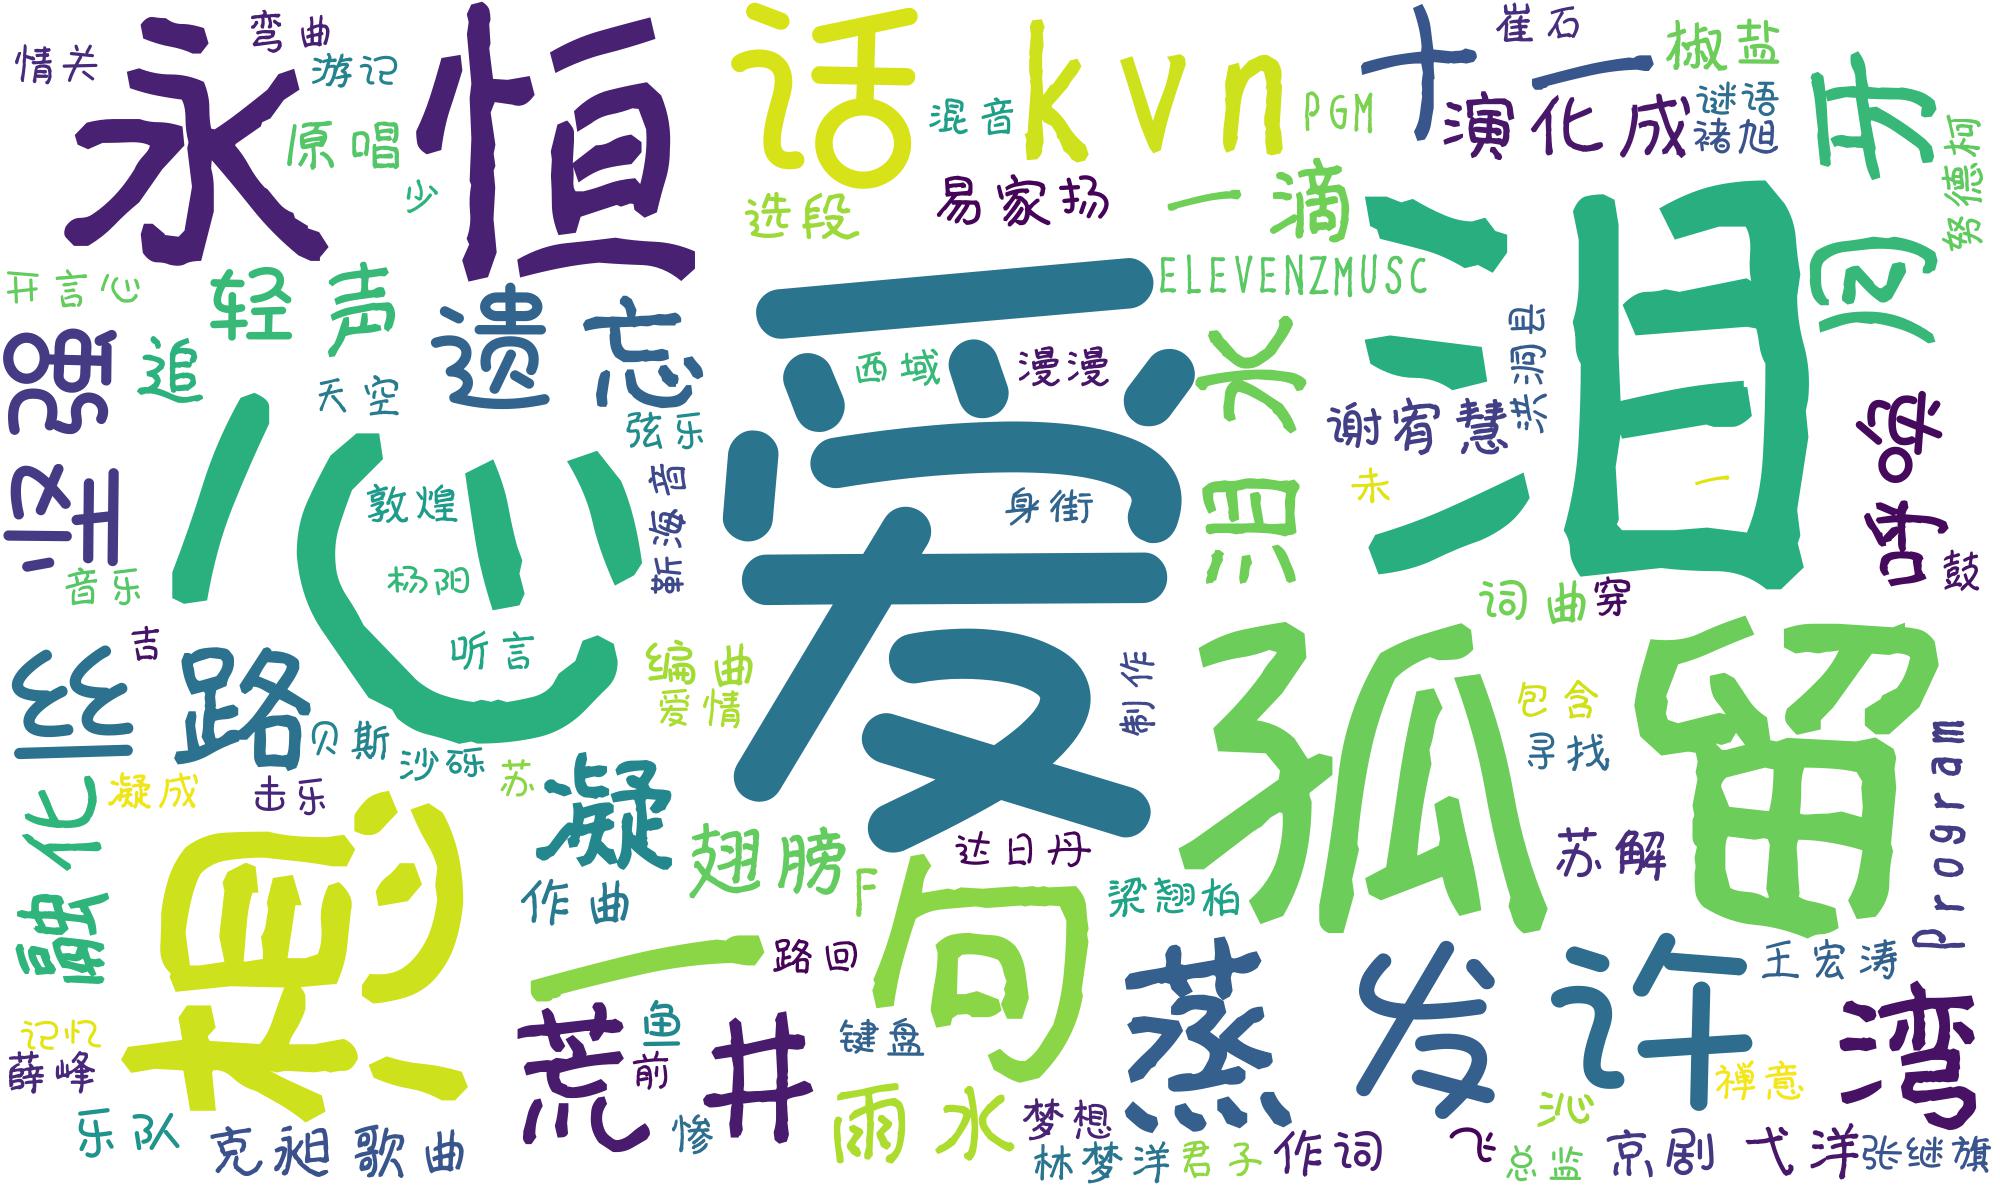 永恒
话
kvn
十一
崔石
椒盐
情关
弯曲
游记
原唱
少
混音
PGM
演化成
谜语
褚旭
月牙
努德柯
选段
易家扬
一滴
泪
开言心
轻声
遗忘
爱
ELEVENZMUSC
坚强
追
天空
弦乐
西域
漫漫
泪水
谢宥慧
洪洞县
呼唤
心
敦煌
靳海音
身街
未
一
鼓
音乐
杨阳
词曲
穿
吉
听言
编曲
爱情
制作
孤
留
丝路
贝斯
沙砾
苏
包含
寻找
Program
凝成
击乐
凝
翅膀
达日丹
苏解
融化
想
作曲
F
向
梁翘柏
一
路回
蒸发
许
王宏涛
湾
记忆
薛峰
荒井
鱼
前
键盘
禅意
乐队
克昶歌曲
惨
雨水
梦想
沁
林梦洋
君子
作词
飞
总监
京剧
弋洋
张继旗